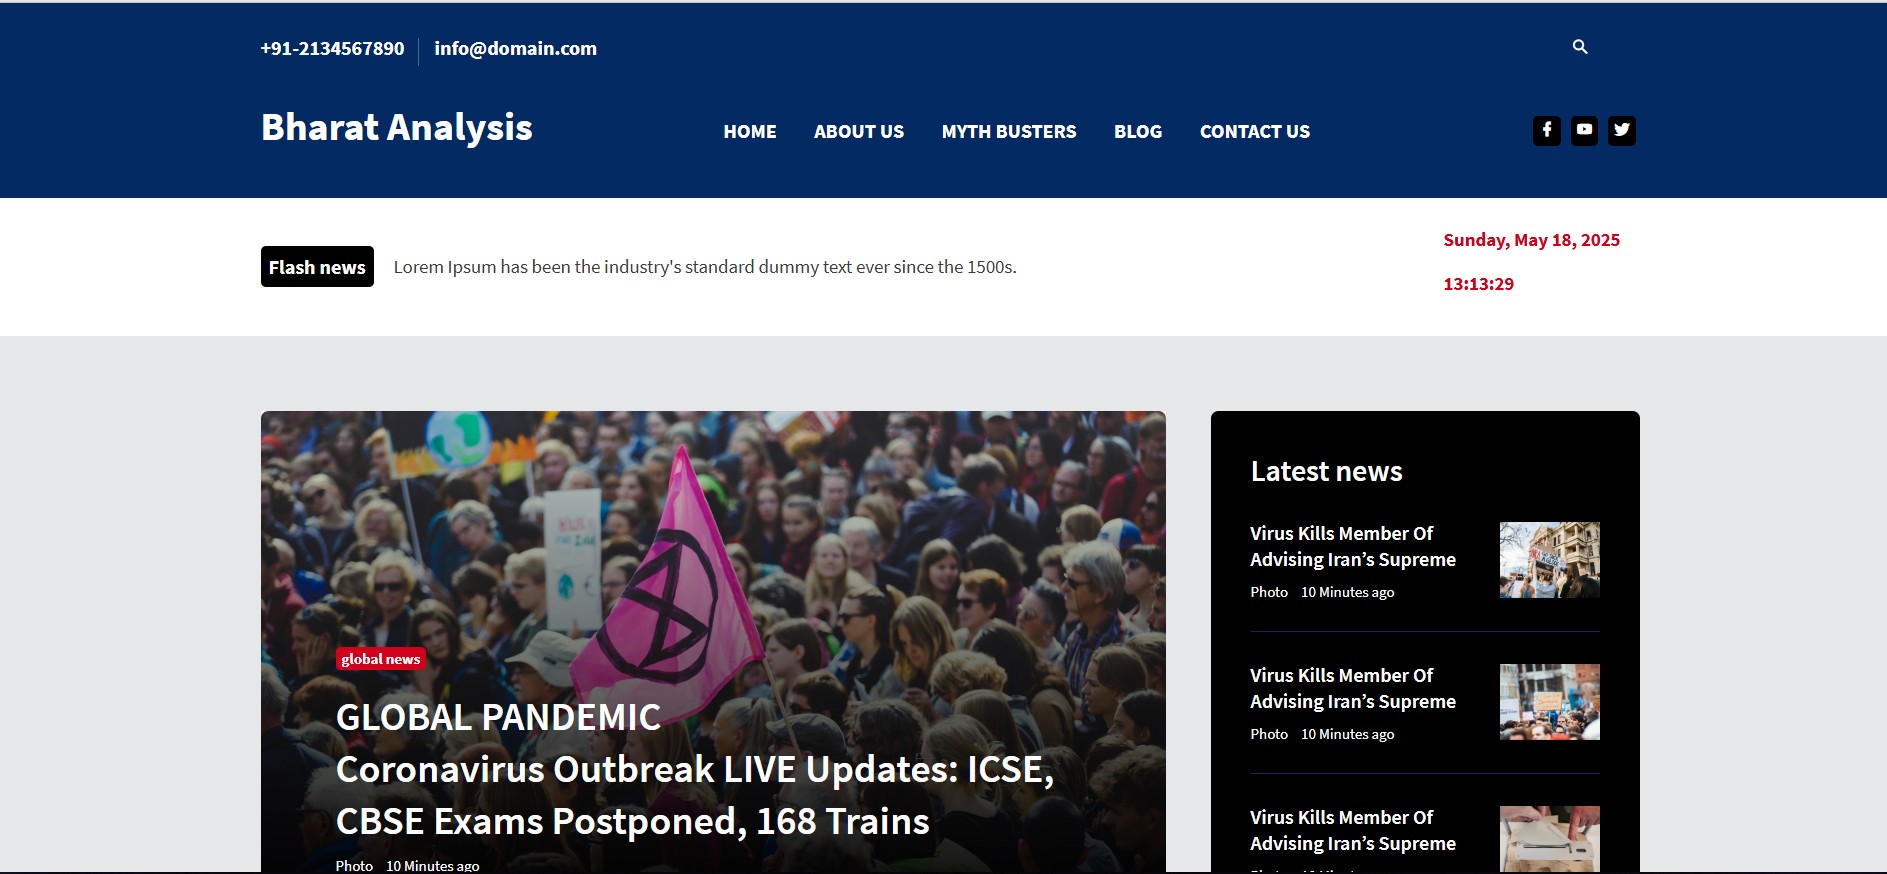 +91-2134567890
info@domain.com
Bharat Analysis
HOME
ABOUT US
MYTH BUSTERS
BLOG
CONTACT US
Flash news
Lorem Ipsum has been the industry's standard dummy text ever since the 1500s.
Sunday, May 18, 2025
13:13:29
global news
GLOBAL PANDEMIC
Coronavirus Outbreak LIVE Updates: ICSE,
CBSE Exams Postponed, 168 Trains
Photo 10 Minutes ago
Latest news
Virus Kills Member Of
Advising Iran’s Supreme
Photo 10 Minutes ago
Virus Kills Member Of
Advising Iran’s Supreme
Photo 10 Minutes ago
Virus Kills Member Of
Advising Iran’s Supreme